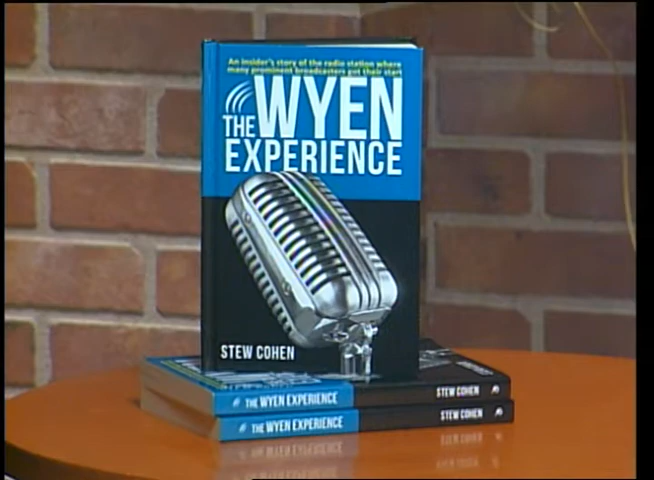 An insider's story of the radio station where
many prominent broadcasters got their start
THE WYEN
EXPERIENCE
STEW COHEN
THE WYEN EXPERIENCE STEW COHEN
THE WYEN EXPERIENCE STEW COHEN